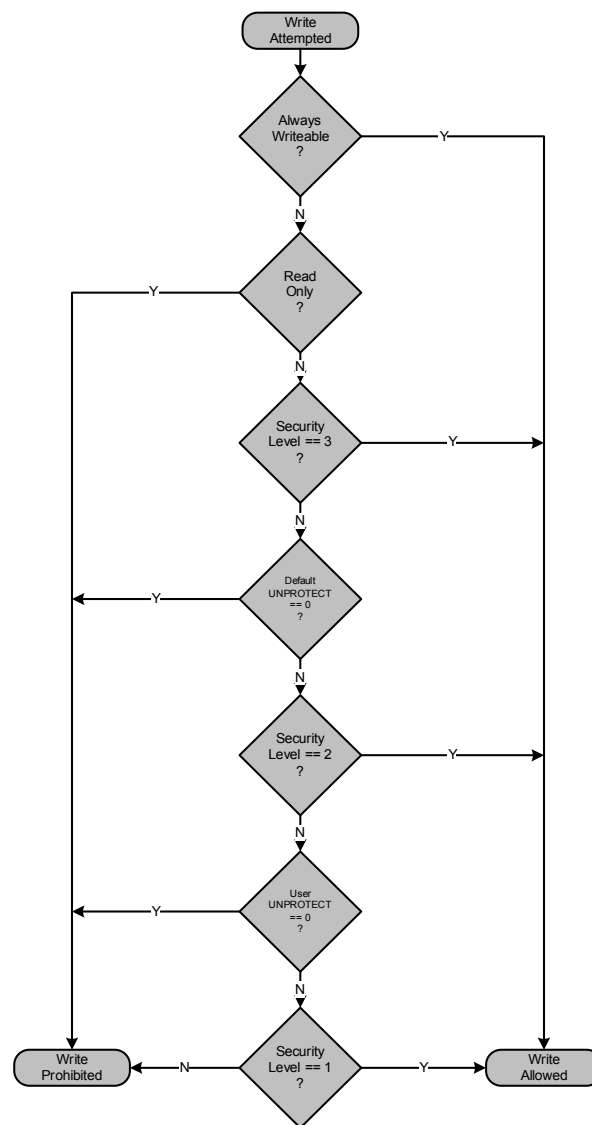 Write
Attempted
Always
Writeable
?
Y
N
Read
Only
?
Y
N
Security
Level == 3
?
Y
N
Default
UNPROTECT
== 0
?
Y
N
Security
Level == 2
?
Y
N
User
UNPROTECT
== 0
?
Y
N
Write
Prohibited
N
Security
Level == 1
?
Y
Write
Allowed